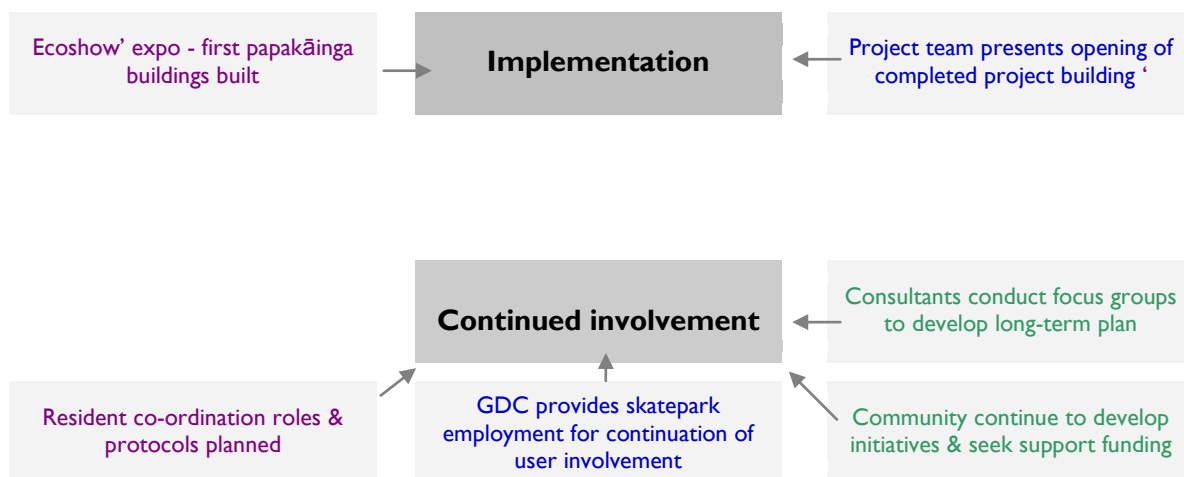 Ecoshow’ expo - first papakāinga
buildings built
Implementation
Project team presents opening of
completed project building ‘
Continued involvement
Consultants conduct focus groups
to develop long-term plan
Resident co-ordination roles &
protocols planned
GDC provides skatepark
employment for continuation of
user involvement
Community continue to develop
initiatives & seek support funding